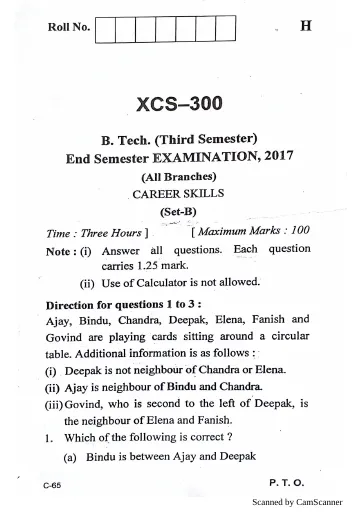 Roll No. H
XCS–300
B. Tech. (Third Semester)
End Semester EXAMINATION, 2017
(All Branches)
CAREER SKILLS
(Set-B)
Time : Three Hours ] [ Maximum Marks : 100
Note : (i) Answer all questions. Each question
carries 1.25 mark.
(ii) Use of Calculator is not allowed.
Direction for questions 1 to 3 :
Ajay, Bindu, Chandra, Deepak, Elena, Fanish and
Govind are playing cards sitting around a circular
table. Additional information is as follows :
(i) Deepak is not neighbour of Chandra or Elena.
(ii) Ajay is neighbour of Bindu and Chandra.
(iii) Govind, who is second to the left of Deepak, is
the neighbour of Elena and Fanish.
1. Which of the following is correct ?
(a) Bindu is between Ajay and Deepak
C-65 P. T. O.
Scanned by CamScanner